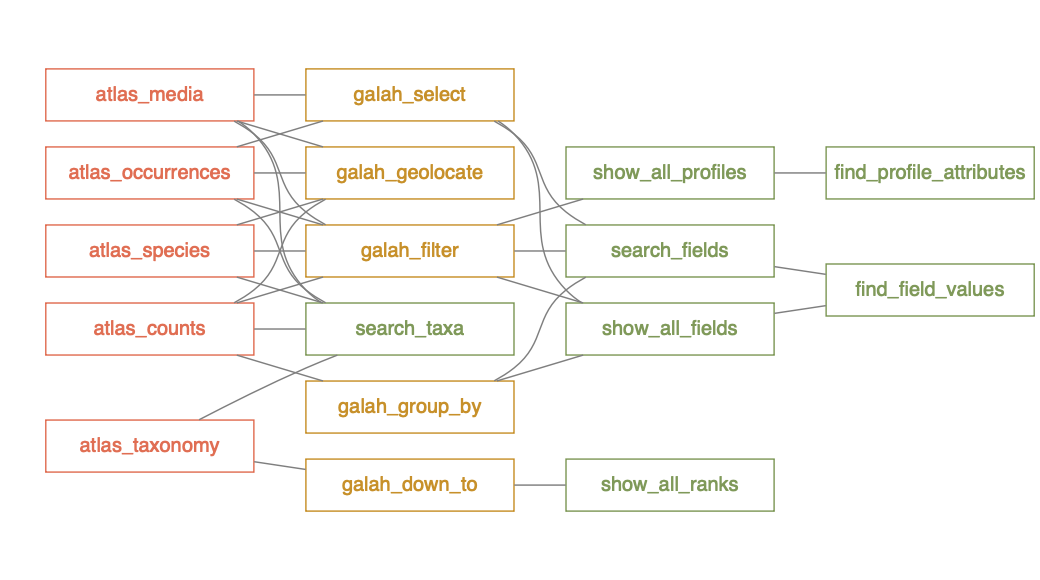 atlas_media
galah_select
atlas_occurrences
galah_geolocate
show_all_profiles
find_profile_attributes
atlas_species
galah_filter
search_fields
find_field_values
atlas_counts
search_taxa
show_all_fields
galah_group_by
atlas_taxonomy
galah_down_to
show_all_ranks